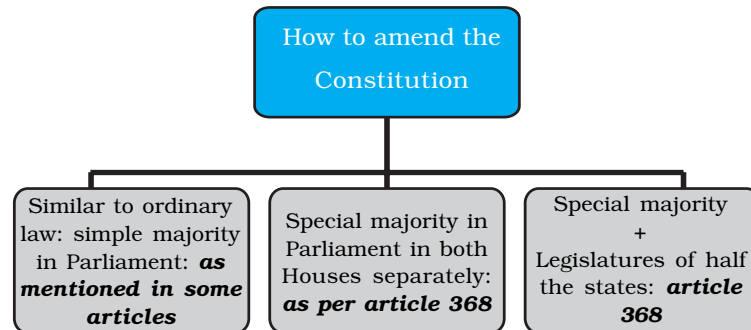 How to amend the
Constitution
Similar to ordinary
law: simple majority
in Parliament: as
mentioned in some
articles
Special majority in
Parliament in both
Houses separately:
as per article 368
Special majority
+
Legislatures of half
the states: article
368